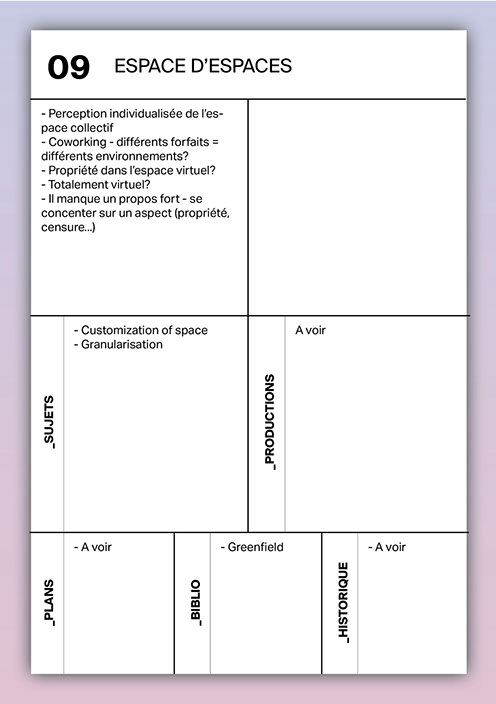 09 ESPACE D'ESPACES
- Perception individualisée de l'es-
pace collectif
- Coworking - différents forfaits =
différents environnements?
- Propriété dans l'espace virtuel?
- Totalement virtuel?
- Il manque un propos fort - se
concenter sur un aspect (propriété,
censure...)
_SUJETS
- Customization of space
- Granularisation
_PRODUCTIONS
A voir
_PLANS
- A voir
_BIBLIO
- Greenfield
_HISTORIQUE
- A voir